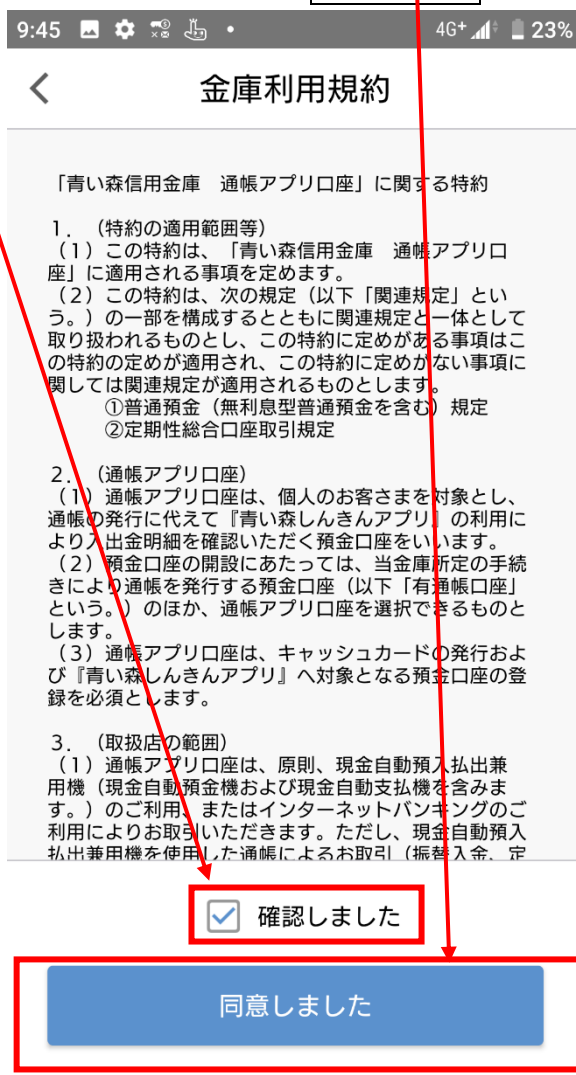 9:45 4G+ 23%
金庫利用規約
「青い森信用金庫 通帳アプリ口座」に関する特約
1.（特約の適用範囲等）
（1）この特約は、「青い森信用金庫 通帳アプリ口
座」に適用される事項を定めます。
（2）この特約は、次の規定（以下「関連規定」とい
う。）の一部を構成するとともに関連規定と一体として
取り扱われるものとし、この特約に定めがある事項はこ
の特約の定めが適用され、この特約に定めがない事項に
関しては関連規定が適用されるものとします。
①普通預金（無利息型普通預金を含む）規定
②定期性総合口座取引規定
2.（通帳アプリ口座）
（1）通帳アプリ口座は、個人のお客さまを対象とし、
通帳の発行に代えて『青い森しんきんアプリ』の利用に
より入出金明細を確認いただく預金口座をいいます。
（2）預金口座の開設にあたっては、当金庫所定の手続
きにより通帳を発行する預金口座（以下「有通帳口座」
という。）のほか、通帳アプリ口座を選択できるものと
します。
（3）通帳アプリ口座は、キャッシュカードの発行およ
び『青い森しんきんアプリ』へ対象となる預金口座の登
録を必須とします。
3.（取扱店の範囲）
（1）通帳アプリ口座は、原則、現金自動預入払出兼
用機（現金自動預金機および現金自動支払機を含みま
す。）のご利用、またはインターネットバンキングのご
利用によりお取引いただきます。ただし、現金自動預入
払出兼用機を使用した通帳によるお取引（振替入金、定
確認しました
同意しました